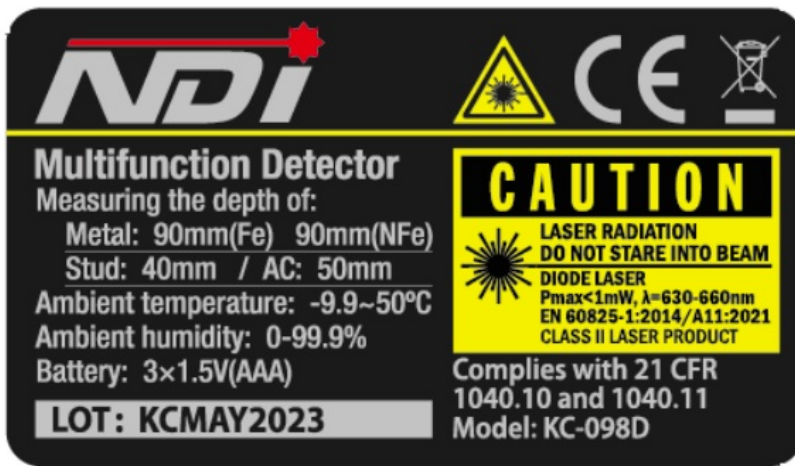 NDi
CE
Multifunction Detector
Measuring the depth of:
Metal: 90mm(Fe) 90mm(NFe)
Stud: 40mm / AC: 50mm
Ambient temperature: -9.9~50ºC
Ambient humidity: 0-99.9%
Battery: 3×1.5V(AAA)
LOT: KCMAY2023
CAUTION
LASER RADIATION
DO NOT STARE INTO BEAM
DIODE LASER
Pmax<1mW, λ=630-660nm
EN 60825-1:2014/A11:2021
CLASS II LASER PRODUCT
Complies with 21 CFR
1040.10 and 1040.11
Model: KC-098D